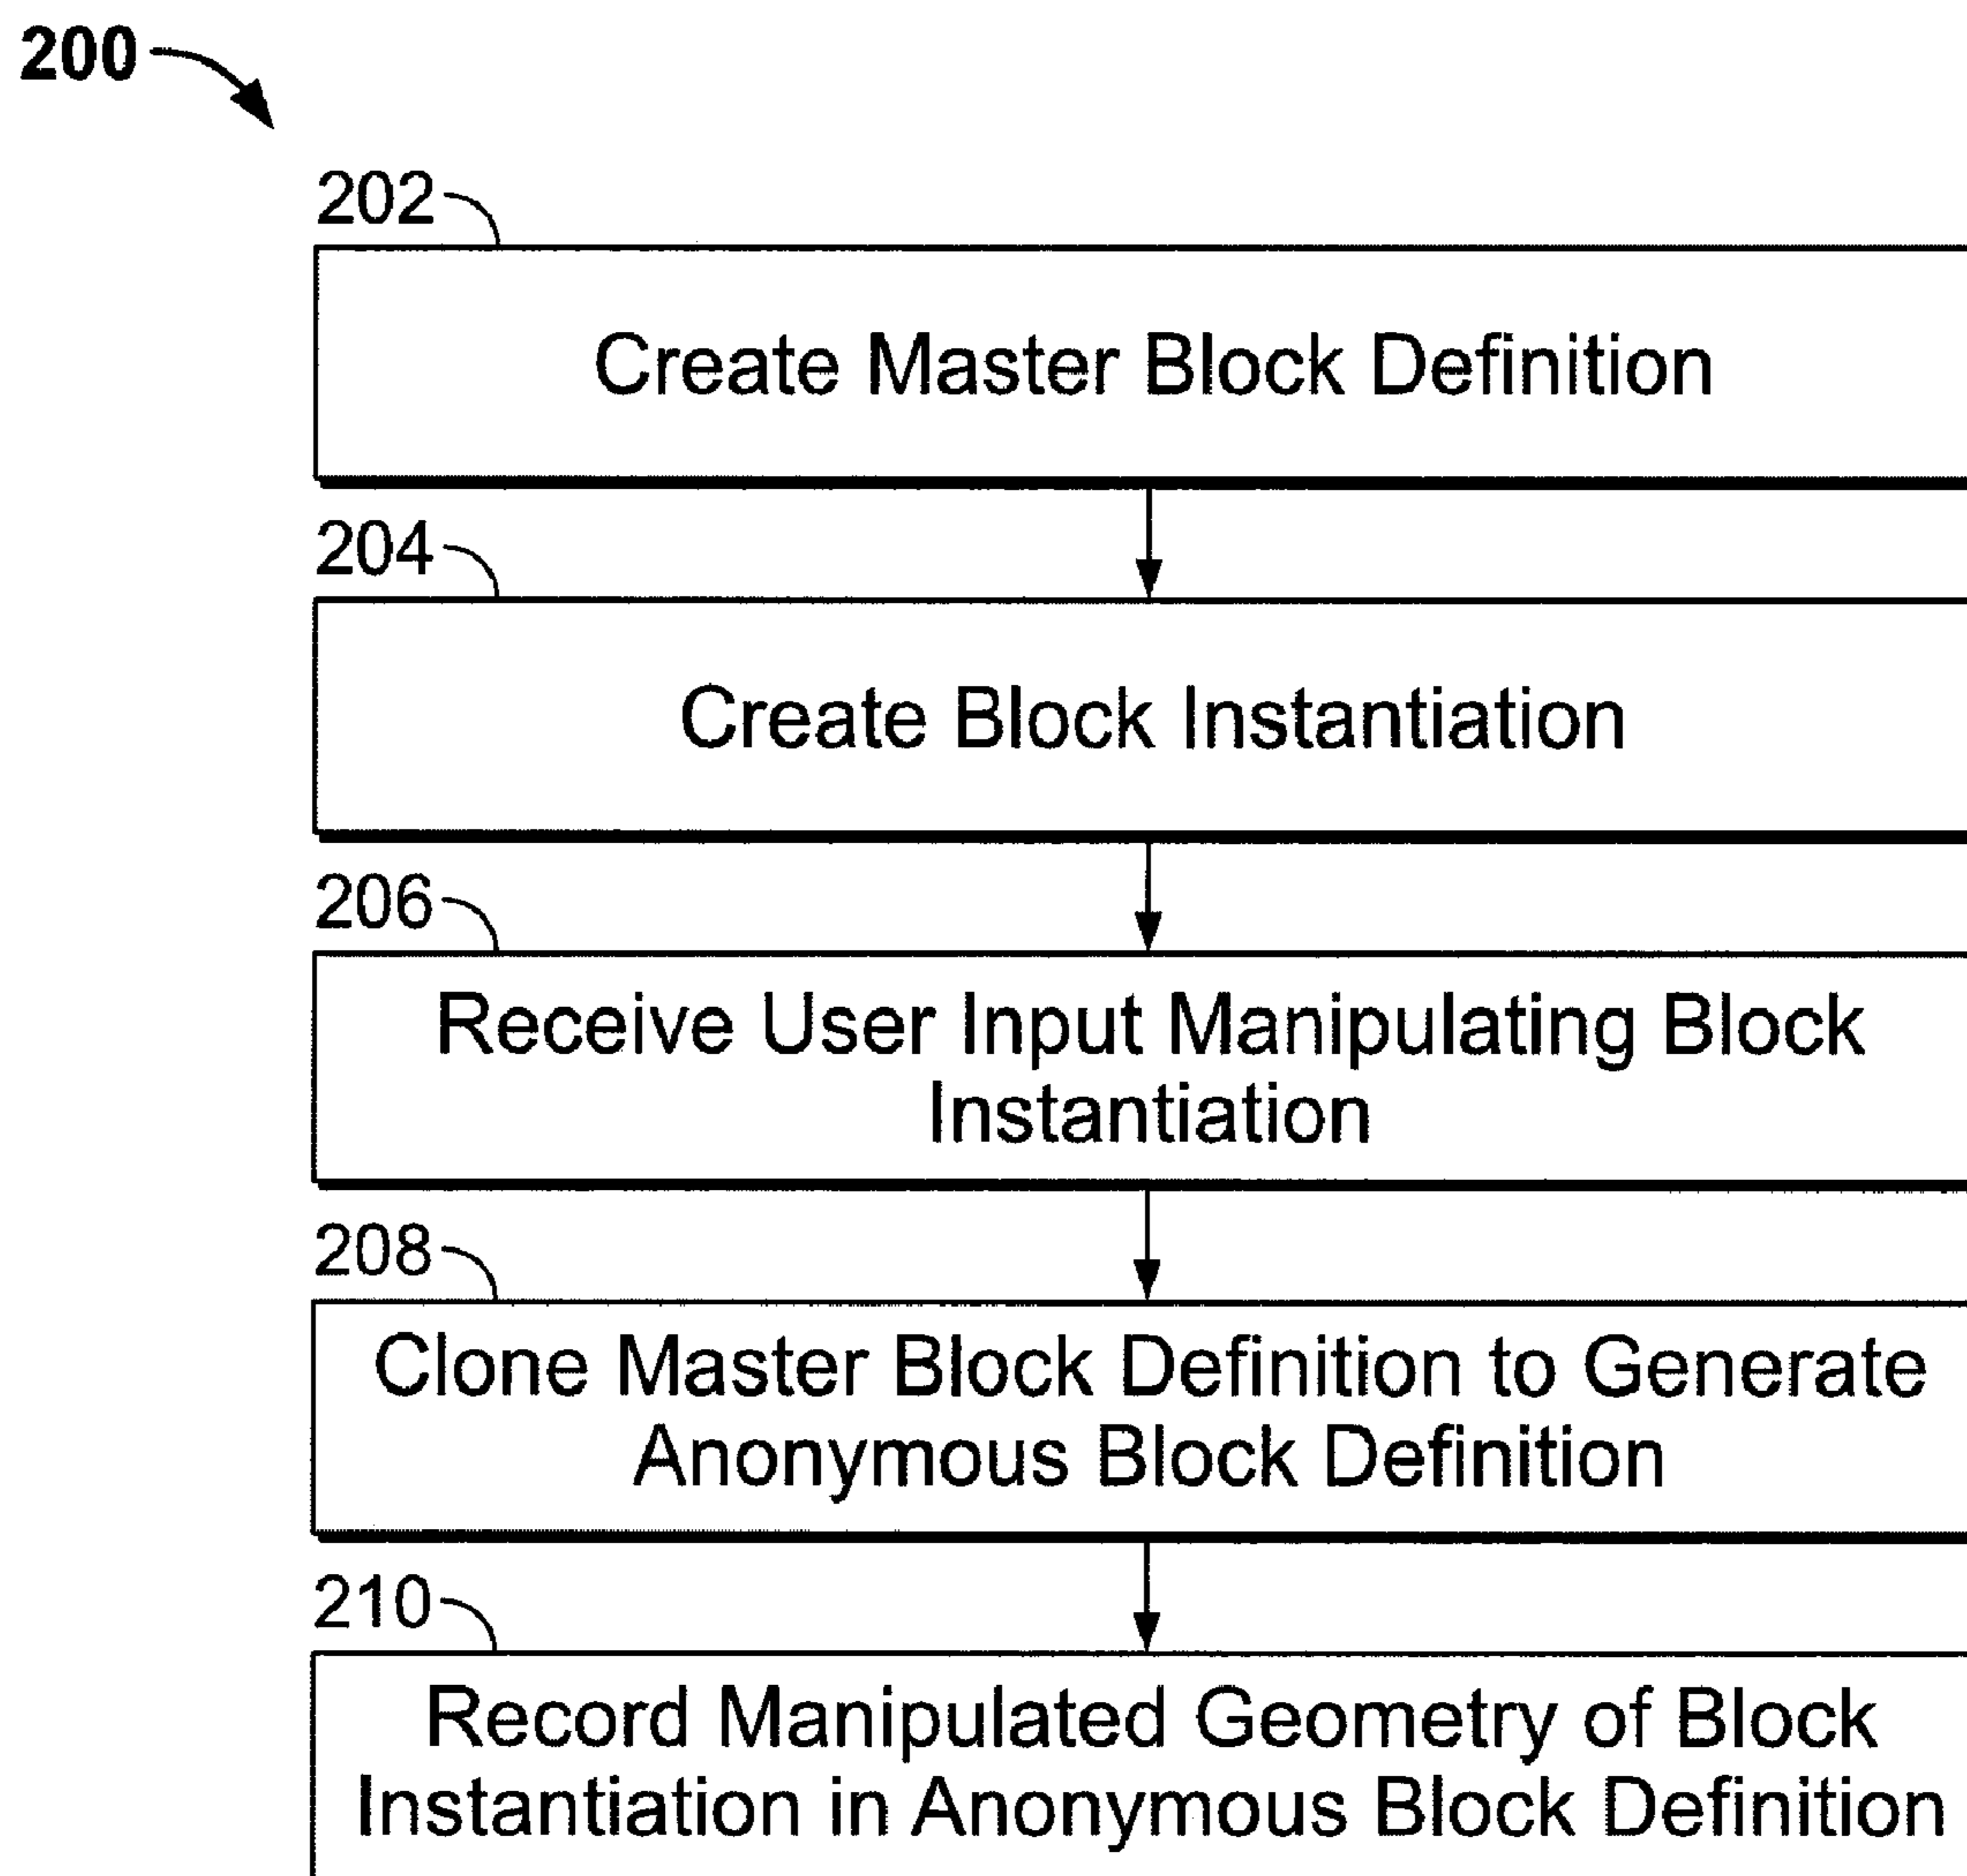 200
202
Create Master Block Definition
204
Create Block Instantiation
206
Receive User Input Manipulating Block
Instantiation
208
Clone Master Block Definition to Generate
Anonymous Block Definition
210
Record Manipulated Geometry of Block
Instantiation in Anonymous Block Definition